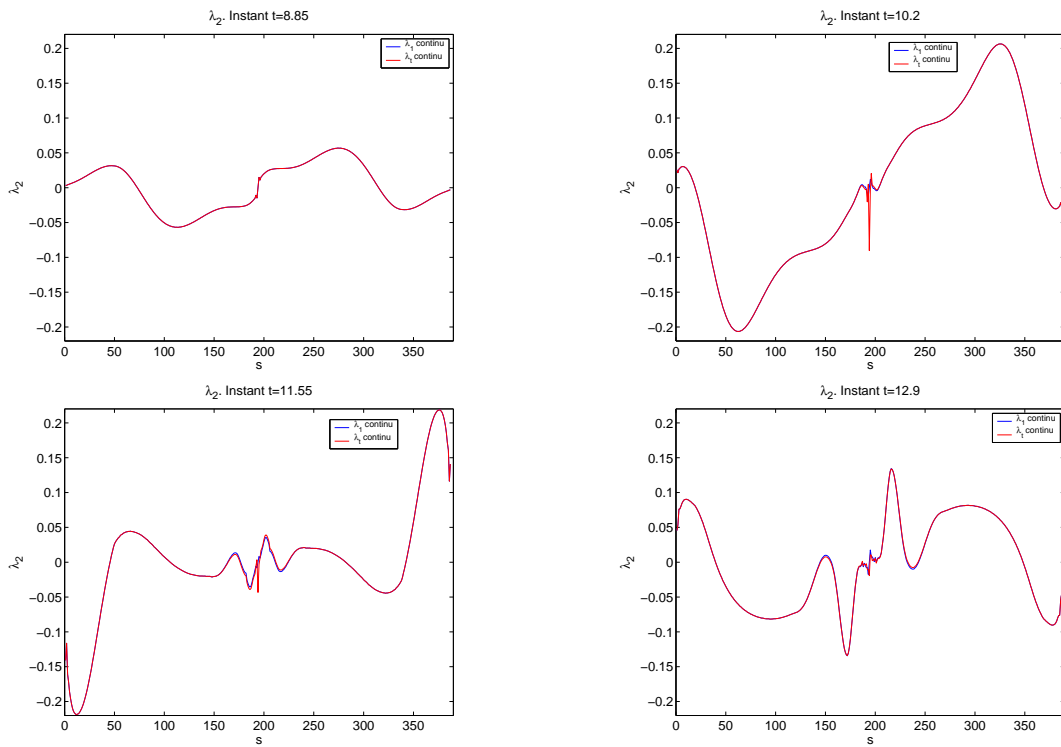 λ2. Instant t=8.85
λ1 continu
λt continu
0.2
0.15
0.1
0.05
0
−0.05
−0.1
−0.15
−0.2
λ2
0 50 100 150 200 250 300 350
s
λ2. Instant t=10.2
λ1 continu
λt continu
0.2
0.15
0.1
0.05
0
−0.05
−0.1
−0.15
−0.2
λ2
0 50 100 150 200 250 300 350
s
λ2. Instant t=11.55
λ1 continu
λt continu
0.2
0.15
0.1
0.05
0
−0.05
−0.1
−0.15
−0.2
λ2
0 50 100 150 200 250 300 350
s
λ2. Instant t=12.9
λ1 continu
λt continu
0.2
0.15
0.1
0.05
0
−0.05
−0.1
−0.15
−0.2
λ2
0 50 100 150 200 250 300 350
s